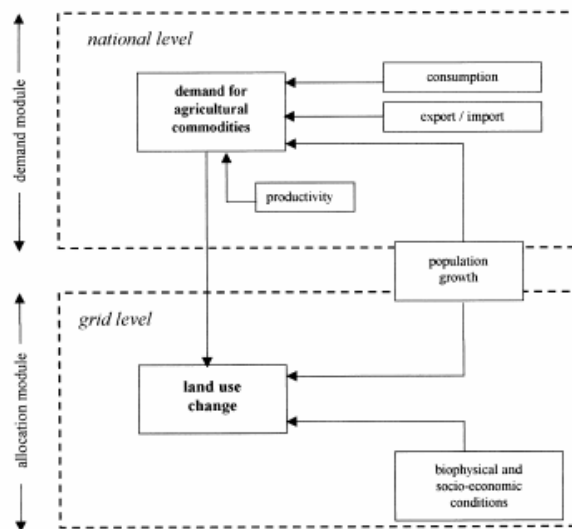 national level
demand for
agricultural
commodities
consumption
export / import
productivity
demand module
population
growth
grid level
land use
change
allocation module
biophysical and
socio-economic
conditions